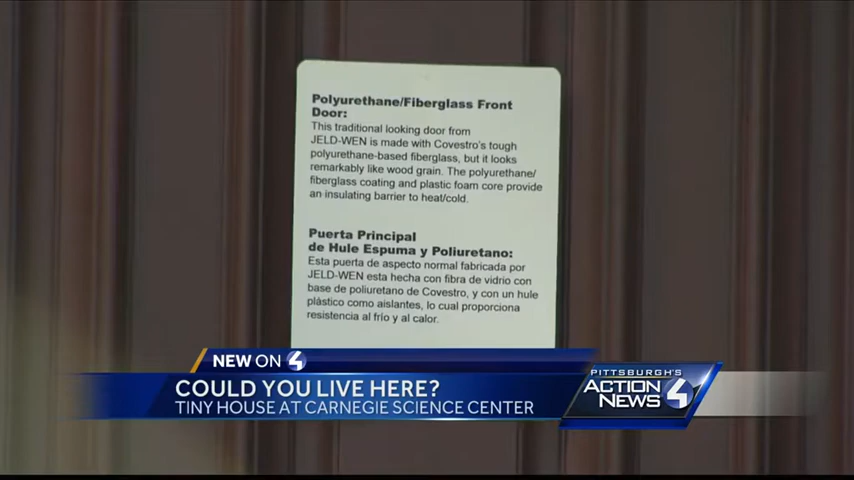 Polyurethane/Fiberglass Front
Door:
This traditional looking door from
JELD-WEN is made with Covestro's tough
polyurethane-based fiberglass, but it looks
remarkably like wood grain. The polyurethane/
fiberglass coating and plastic foam core provide
an insulating barrier to heat/cold.
Puerta Principal
de Hule Espuma y Poliuretano:
Esta puerta de aspecto normal fabricada por
JELD-WEN esta hecha con fibra de vidrio con
base de poliuretano de Covestro, y con un hule
plástico como aislantes, lo cual proporciona
resistencia al frío y al calor.
NEW ON 4
COULD YOU LIVE HERE?
TINY HOUSE AT CARNEGIE SCIENCE CENTER
PITTSBURGH'S
ACTION
NEWS 4